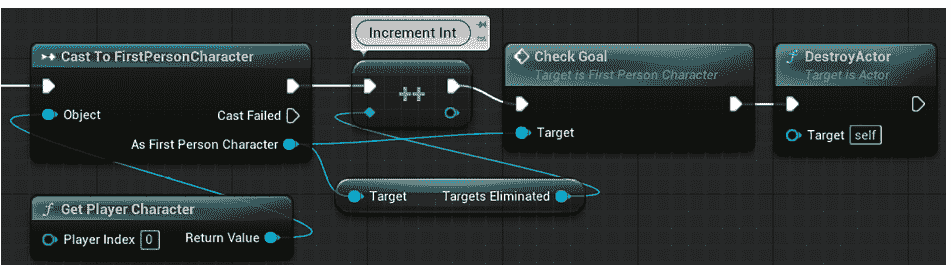 Increment Int
Cast To FirstPersonCharacter
Object
Cast Failed
As First Person Character
++
Check Goal
Target is First Person Character
Target
f DestroyActor
Target is Actor
Target self
Target Targets Eliminated
f Get Player Character
Player Index 0 Return Value